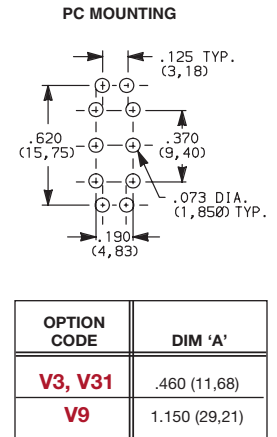 PC MOUNTING
.125 TYP.
(3,18)
.620
(15,75)
.370
(9,40)
.073 DIA.
(1,850) TYP.
.190
(4,83)
OPTION CODE DIM ‘A’
V3, V31 .460 (11,68)
V9 1.150 (29,21)